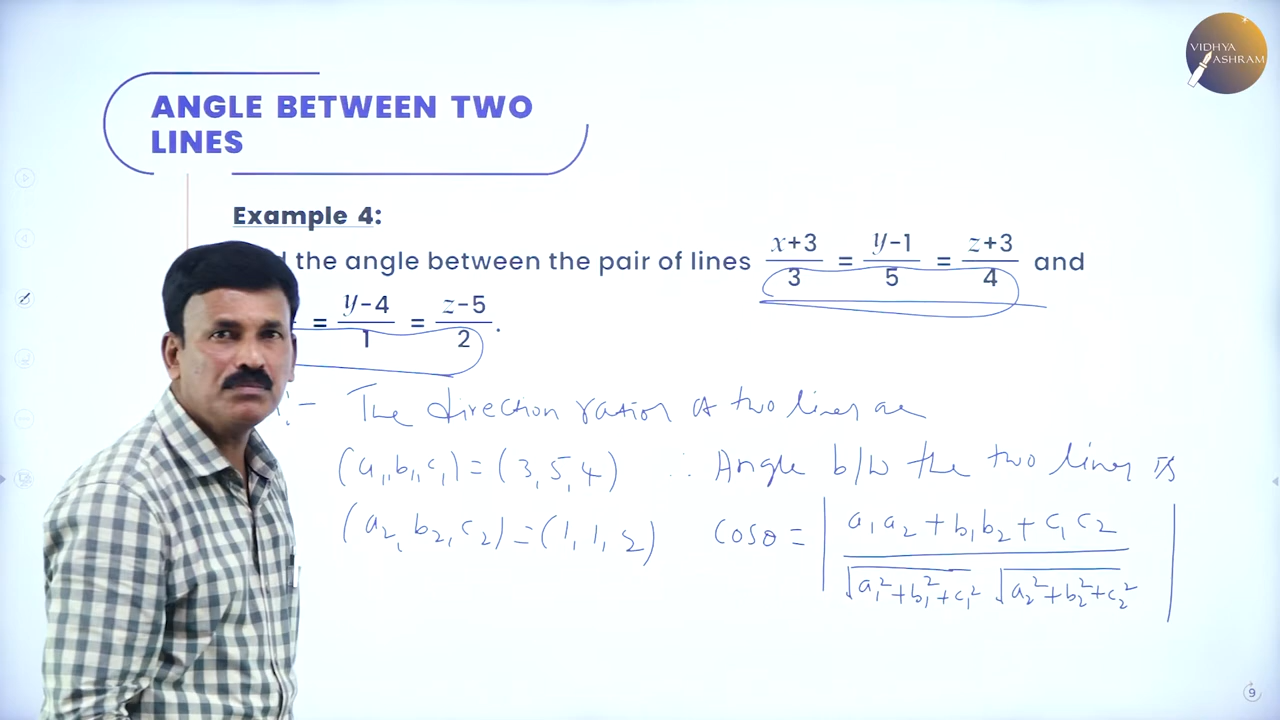 VIDHYA
ASHRAM
ANGLE BETWEEN TWO
LINES
Example 4:
the angle between the pair of lines x+3/3 = y-1/5 = z+3/4 and
= y-4/1 = z-5/2.
:- The direction ratios of two lines are
(a₁,b₁,c₁) = (3,5,4) ∴ Angle b/w the two lines is
(a₂,b₂,c₂) = (1,1,2) cosθ = | a₁a₂+b₁b₂+c₁c₂ / √a₁²+b₁²+c₁² √a₂²+b₂²+c₂² |
9